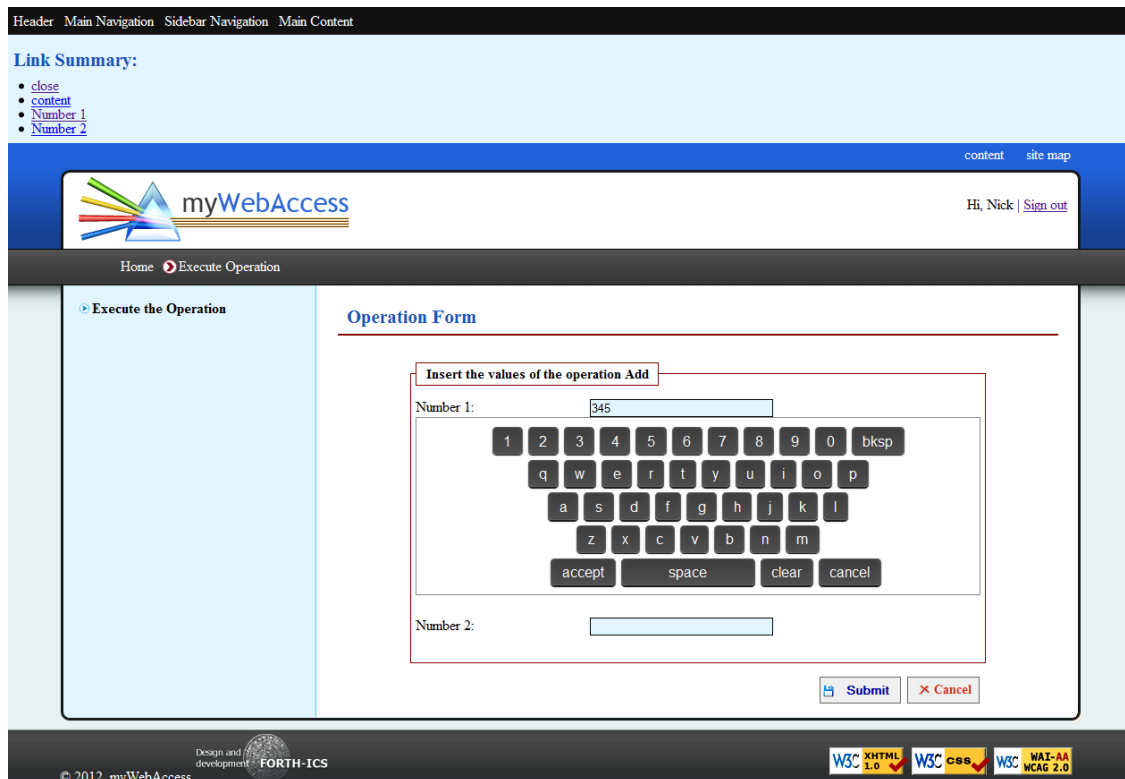 Header Main Navigation Sidebar Navigation Main Content
Link Summary:
close
content
Number 1
Number 2
content site map
myWebAccess
Hi, Nick | Sign out
Home Execute Operation
Execute the Operation
Operation Form
Insert the values of the operation Add
Number 1: 345
1 2 3 4 5 6 7 8 9 0 bksp
q w e r t y u i o p
a s d f g h j k l
z x c v b n m
accept space clear cancel
Number 2:
Submit Cancel
Design and
development FORTH-ICS
W3C XHTML 1.0 W3C css W3C WAI-AA WCAG 2.0
© 2012, myWebAccess